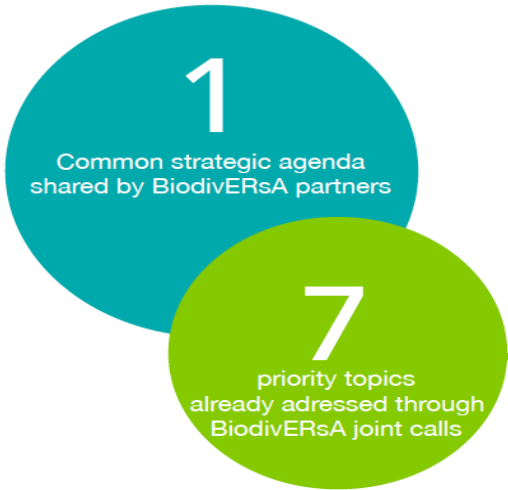 1
Common strategic agenda
shared by BiodivERsA partners
7
priority topics
already adressed through
BiodivERsA joint calls